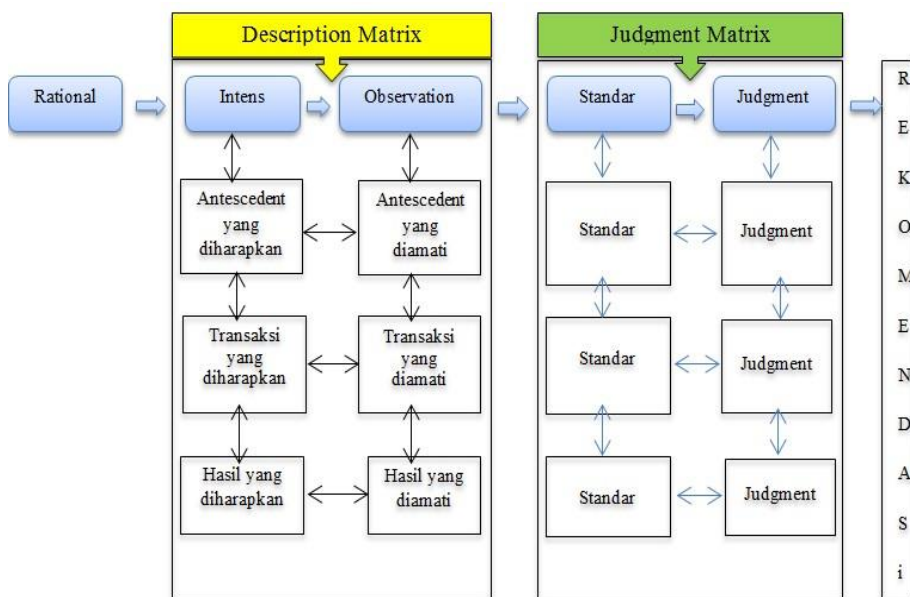 Description Matrix
Judgment Matrix
Rational
Intens
Observation
Standar
Judgment
Antescedent
yang
diharapkan
Antescedent
yang
diamati
Standar
Judgment
Transaksi
yang
diharapkan
Transaksi
yang
diamati
Standar
Judgment
Hasil yang
diharapkan
Hasil yang
diamati
Standar
Judgment
R
E
K
O
M
E
N
D
A
S
i